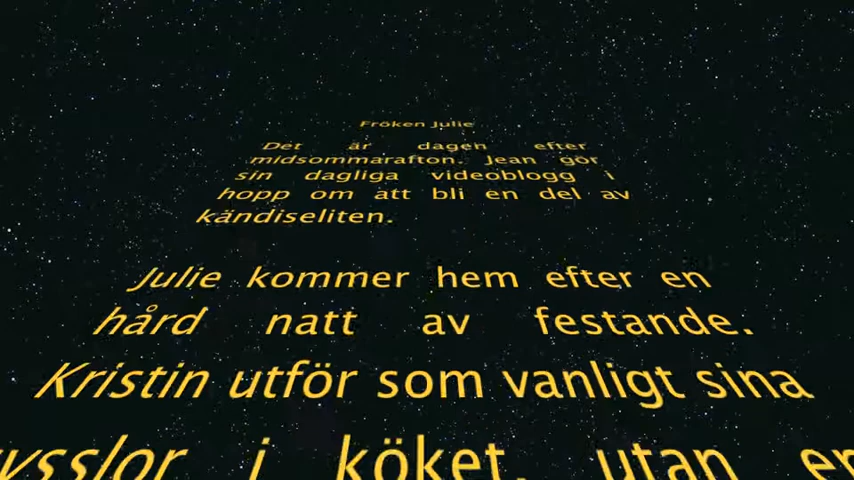 Fröken Julie
Det är dagen efter
midsommarafton. Jean gör
sin dagliga videoblogg i
hopp om att bli en del av
kändiseliten.
Julie kommer hem efter en
hård natt av festande.
Kristin utför som vanligt sina
i köket, utan